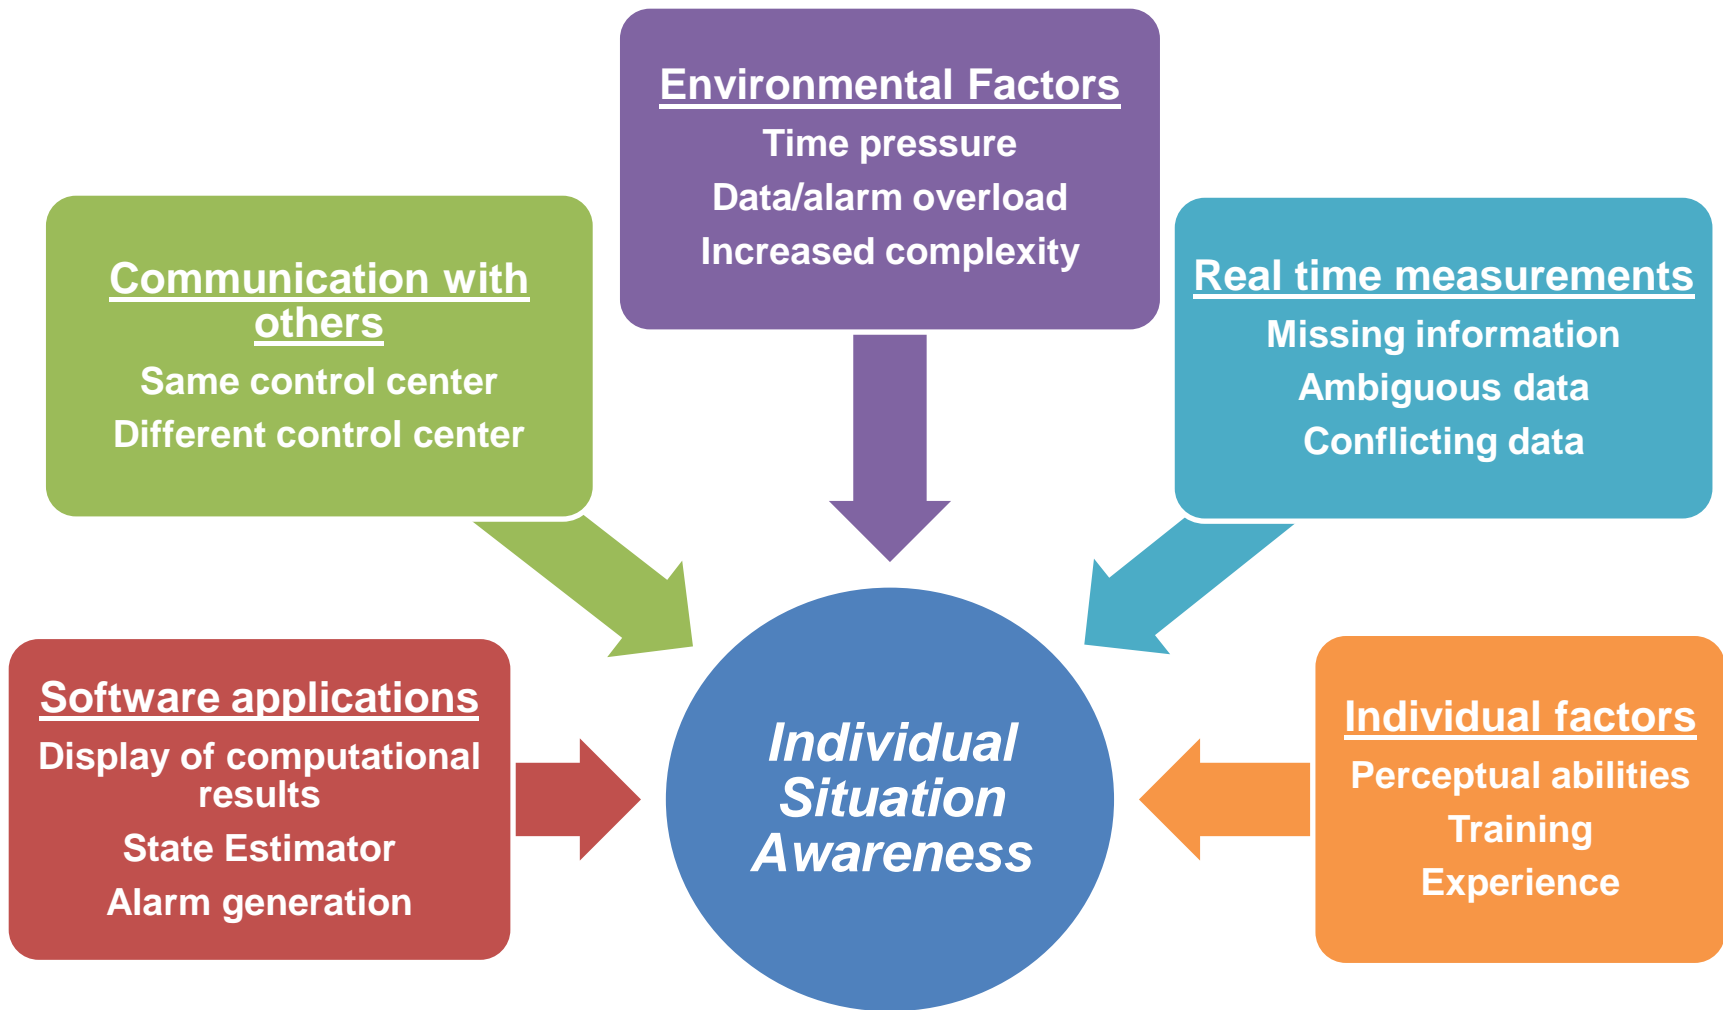 Environmental Factors
Time pressure
Data/alarm overload
Increased complexity
Communication with
others
Same control center
Different control center
Real time measurements
Missing information
Ambiguous data
Conflicting data
Software applications
Display of computational
results
State Estimator
Alarm generation
Individual
Situation
Awareness
Individual factors
Perceptual abilities
Training
Experience